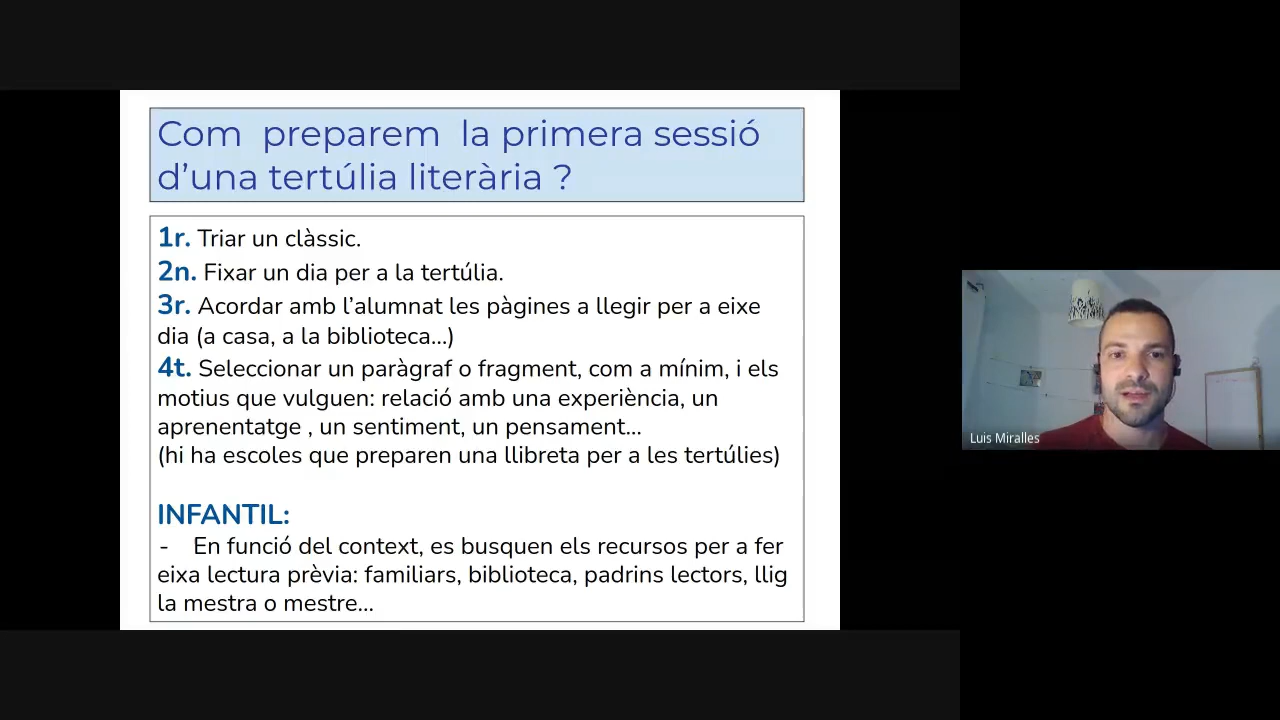 Com preparem la primera sessió
d'una tertúlia literària ?
1r. Triar un clàssic.
2n. Fixar un dia per a la tertúlia.
3r. Acordar amb l'alumnat les pàgines a llegir per a eixe
dia (a casa, a la biblioteca...)
4t. Seleccionar un paràgraf o fragment, com a mínim, i els
motius que vulguen: relació amb una experiència, un
aprenentatge , un sentiment, un pensament...
(hi ha escoles que preparen una llibreta per a les tertúlies)
INFANTIL:
- En funció del context, es busquen els recursos per a fer
eixa lectura prèvia: familiars, biblioteca, padrins lectors, llig
la mestra o mestre...
Luis Miralles